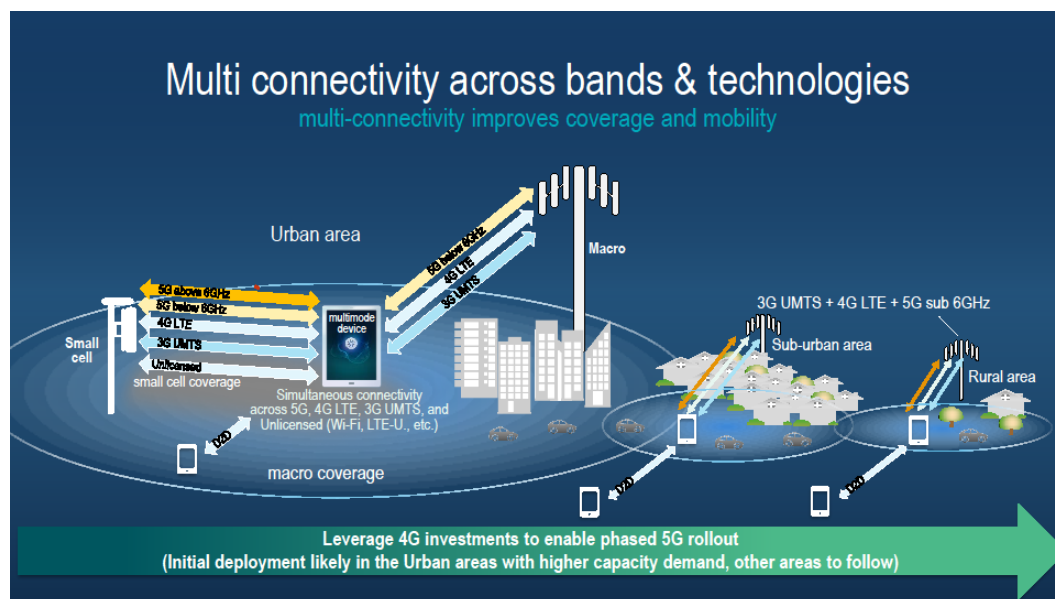 Multi connectivity across bands & technologies
multi-connectivity improves coverage and mobility
Urban area
Macro
5G below 6GHz
4G LTE
3G UMTS
Small
cell
5G above 6GHz
5G below 6GHz
4G LTE
3G UMTS
Unlicensed
multimode
device
small cell coverage
Simultaneous connectivity
across 5G, 4G LTE, 3G UMTS, and
Unlicensed (Wi-Fi, LTE-U., etc.)
D2D
macro coverage
3G UMTS + 4G LTE + 5G sub 6GHz
Sub-urban area
Rural area
D2D
D2D
Leverage 4G investments to enable phased 5G rollout
(Initial deployment likely in the Urban areas with higher capacity demand, other areas to follow)